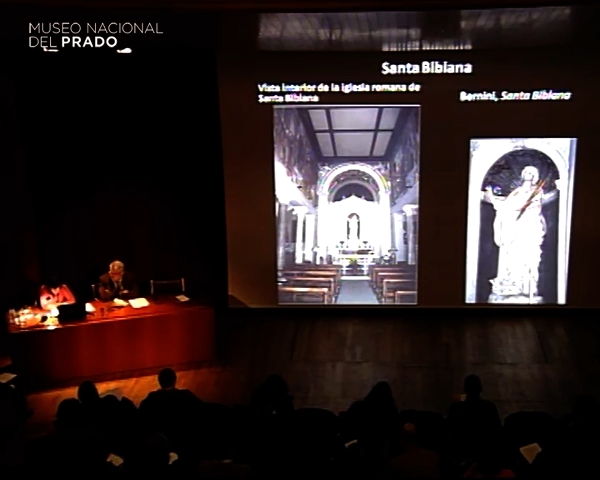 MUSEO NACIONAL
DEL PRADO
Santa Bibiana
Vista interior de la iglesia romana de
Santa Bibiana
Bernini, Santa Bibiana